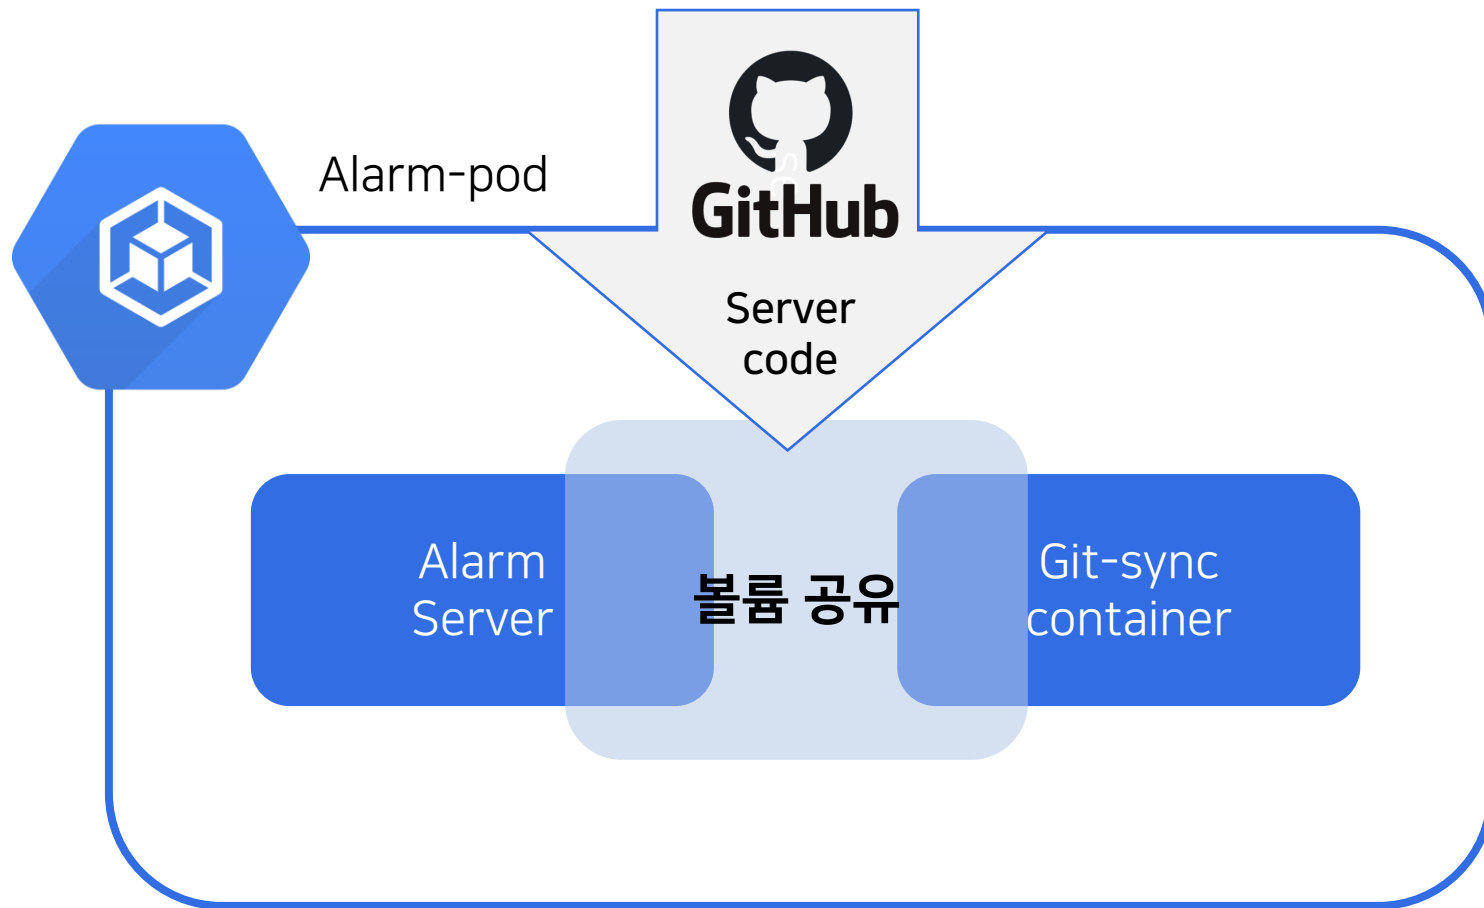 GitHub
Alarm-pod
Server
code
Alarm
Server
볼륨 공유
Git-sync
container